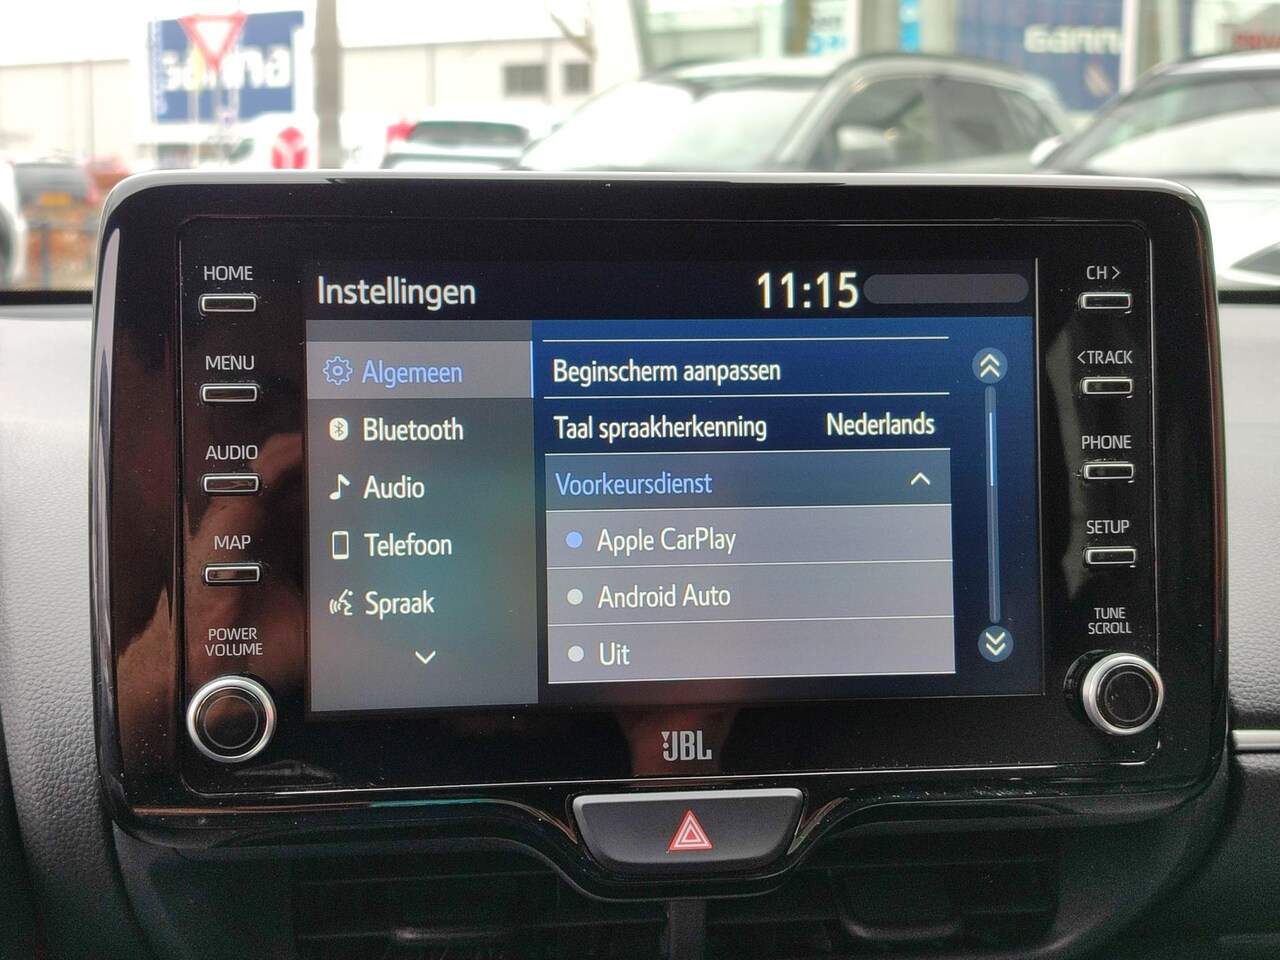 HOME
MENU
AUDIO
MAP
POWER
VOLUME
Instellingen
11:15
Algemeen
Bluetooth
Audio
Telefoon
Spraak
Beginscherm aanpassen
Taal spraakherkenning Nederlands
Voorkeursdienst
Apple CarPlay
Android Auto
Uit
CH >
< TRACK
PHONE
SETUP
TUNE
SCROLL
JBL